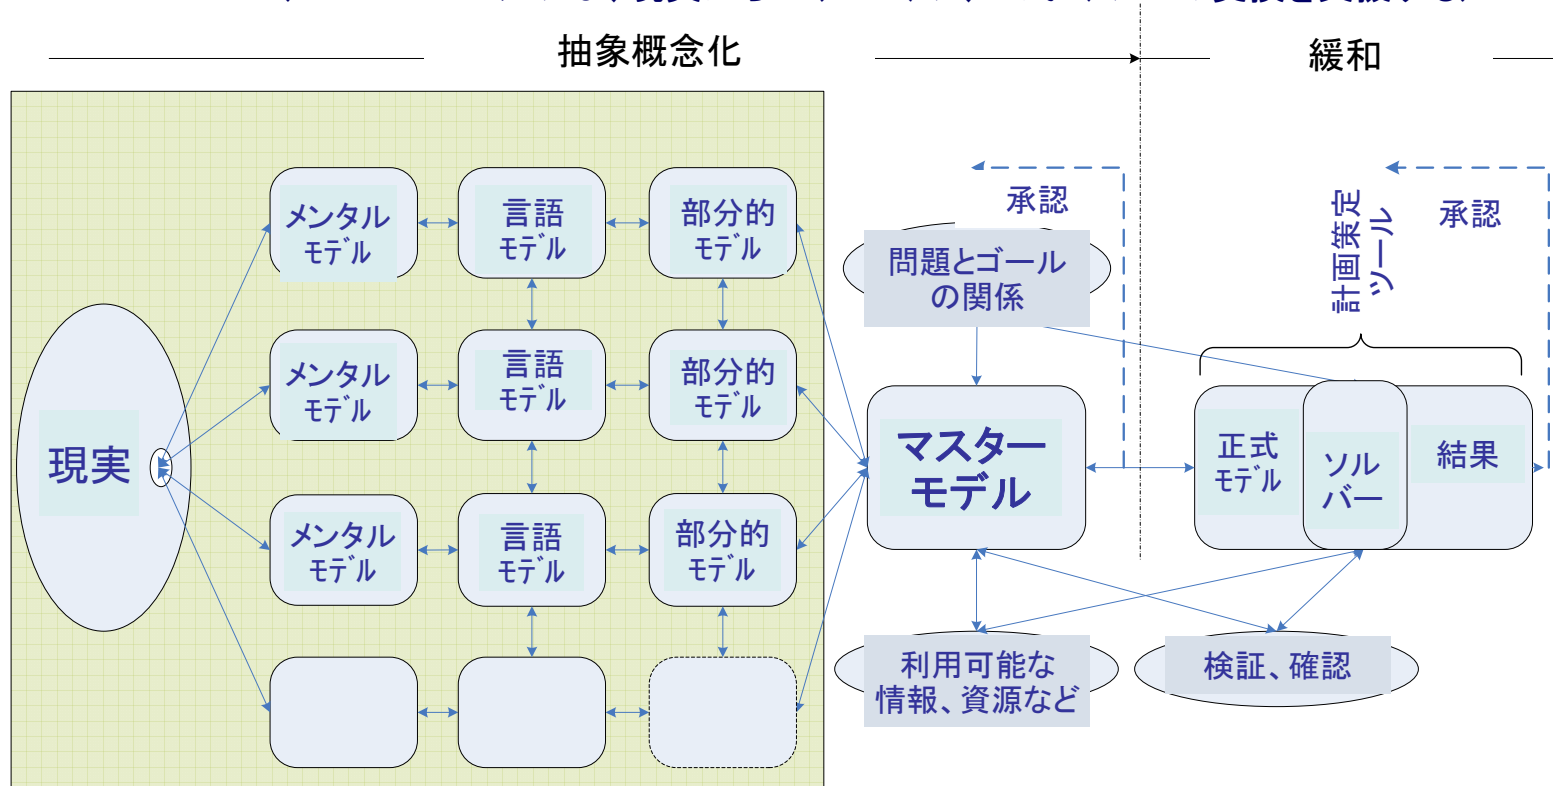 抽象概念化
緩和
メンタル
モデル
言語
モデル
部分的
モデル
承認
計画策定
ツール
承認
問題とゴール
の関係
メンタル
モデル
言語
モデル
部分的
モデル
現実
マスター
モデル
正式
モデル
ソル
バー
結果
メンタル
モデル
言語
モデル
部分的
モデル
利用可能な
情報、資源など
検証、確認